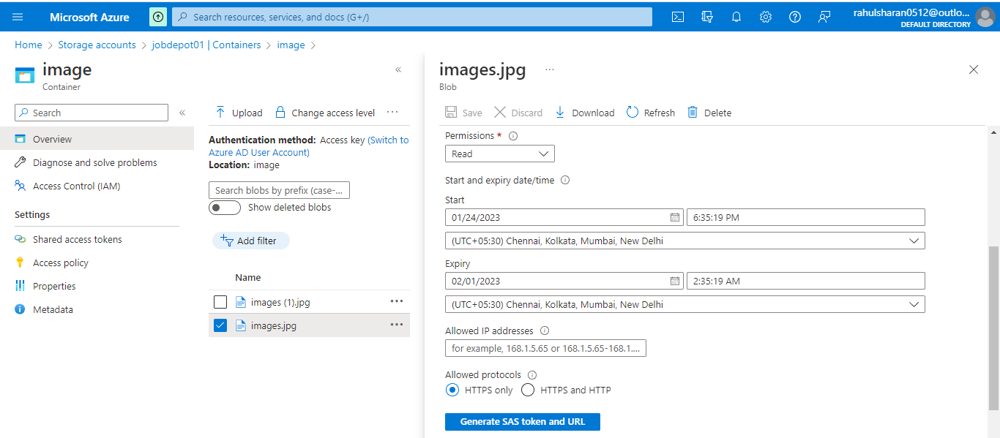 Microsoft Azure
Search resources, services, and docs (G+/)
rahulsharan0512@outlo...
DEFAULT DIRECTORY
Home > Storage accounts > jobdepot01 | Containers > image >
image
Container
Search
Overview
Diagnose and solve problems
Access Control (IAM)
Settings
Shared access tokens
Access policy
Properties
Metadata
Upload Change access level ...
Authentication method: Access key (Switch to
Azure AD User Account)
Location: image
Search blobs by prefix (case-...
Show deleted blobs
Add filter
Name
images (1).jpg
images.jpg
images.jpg ...
Blob
Save Discard Download Refresh Delete
Permissions *
Read
Start and expiry date/time
Start
01/24/2023 6:35:19 PM
(UTC+05:30) Chennai, Kolkata, Mumbai, New Delhi
Expiry
02/01/2023 2:35:19 AM
(UTC+05:30) Chennai, Kolkata, Mumbai, New Delhi
Allowed IP addresses
for example, 168.1.5.65 or 168.1.5.65-168.1....
Allowed protocols
HTTPS only HTTPS and HTTP
Generate SAS token and URL